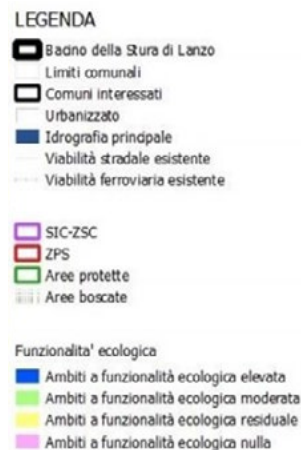 LEGENDA
Bacino della Stura di Lanzo
Limiti comunali
Comuni interessati
Urbanizzato
Idrografia principale
Viabilità stradale esistente
Viabilità ferroviaria esistente
SIC-ZSC
ZPS
Aree protette
Aree boscate
Funzionalita' ecologica
Ambiti a funzionalità ecologica elevata
Ambiti a funzionalità ecologica moderata
Ambiti a funzionalità ecologica residuale
Ambiti a funzionalità ecologica nulla